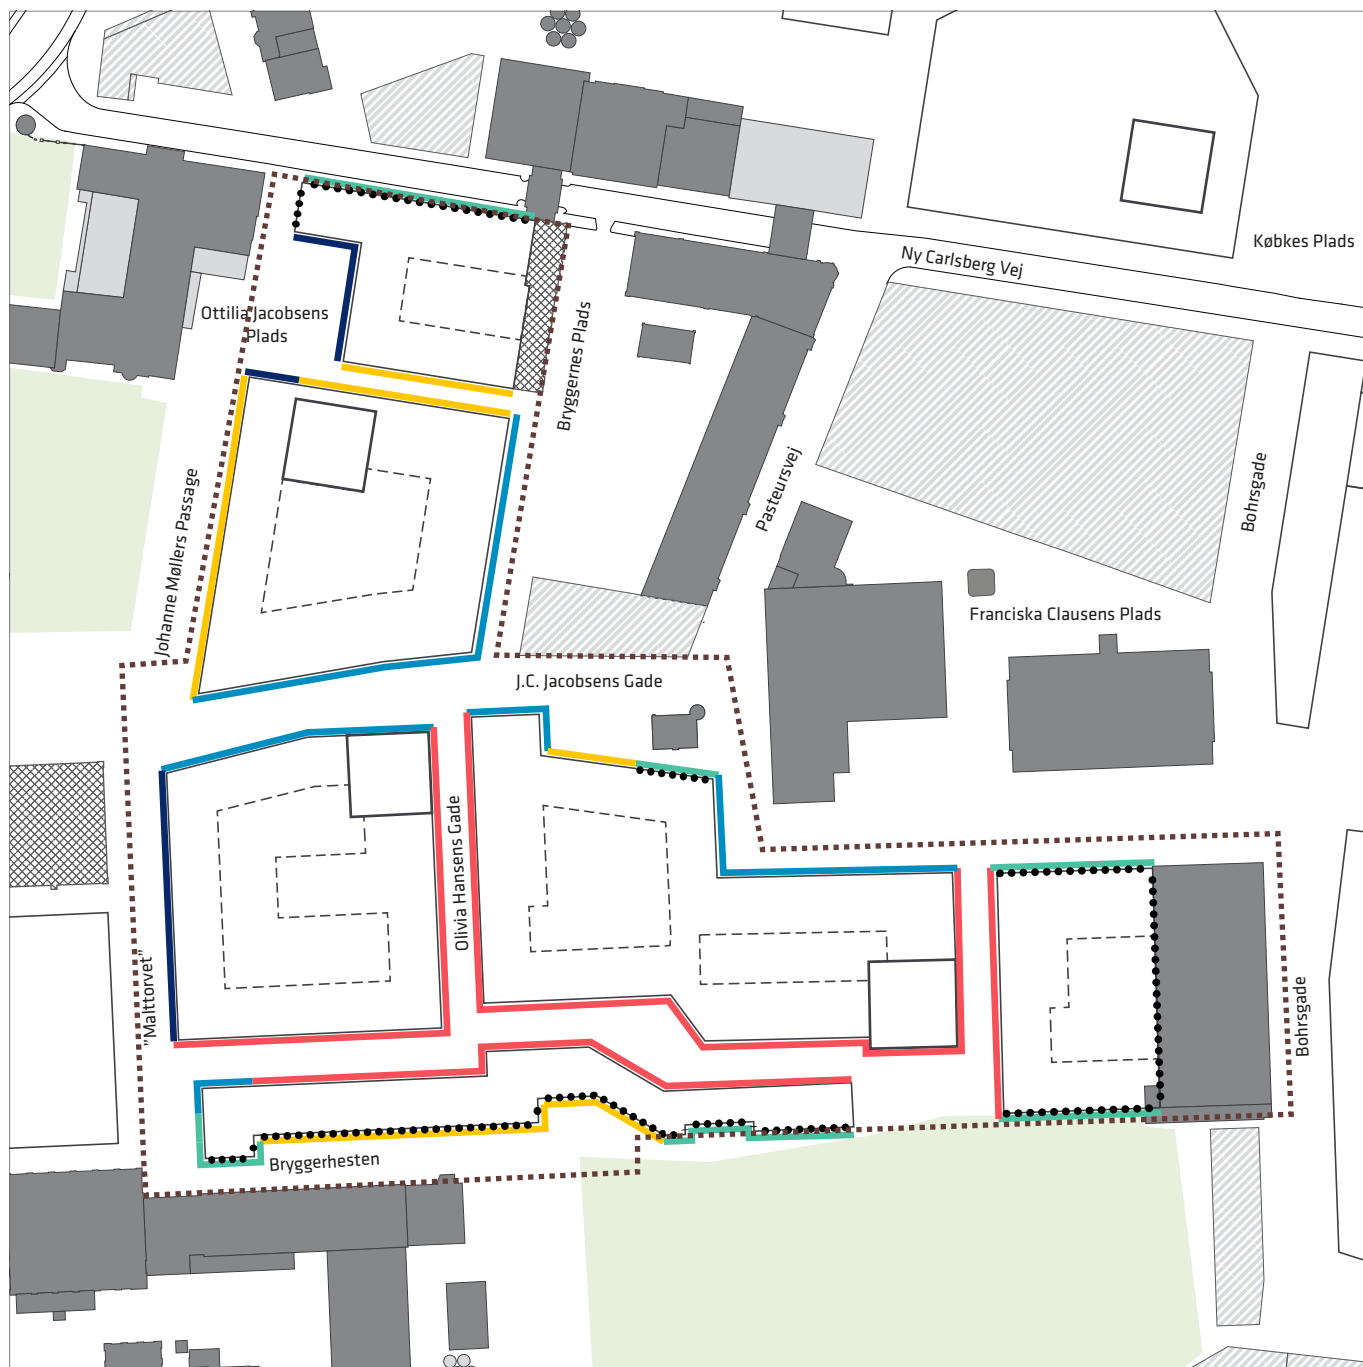 Købkes Plads
Ny Carlsberg Vej
Ottilia Jacobsens
Plads
Bryggernes Plads
Johanne Møllers Passage
Pasteursvej
Bohrsgade
Franciska Clausens Plads
J.C. Jacobsens Gade
Olivia Hansens Gade
"Malttorvet"
Bohrsgade
Bryggerhesten